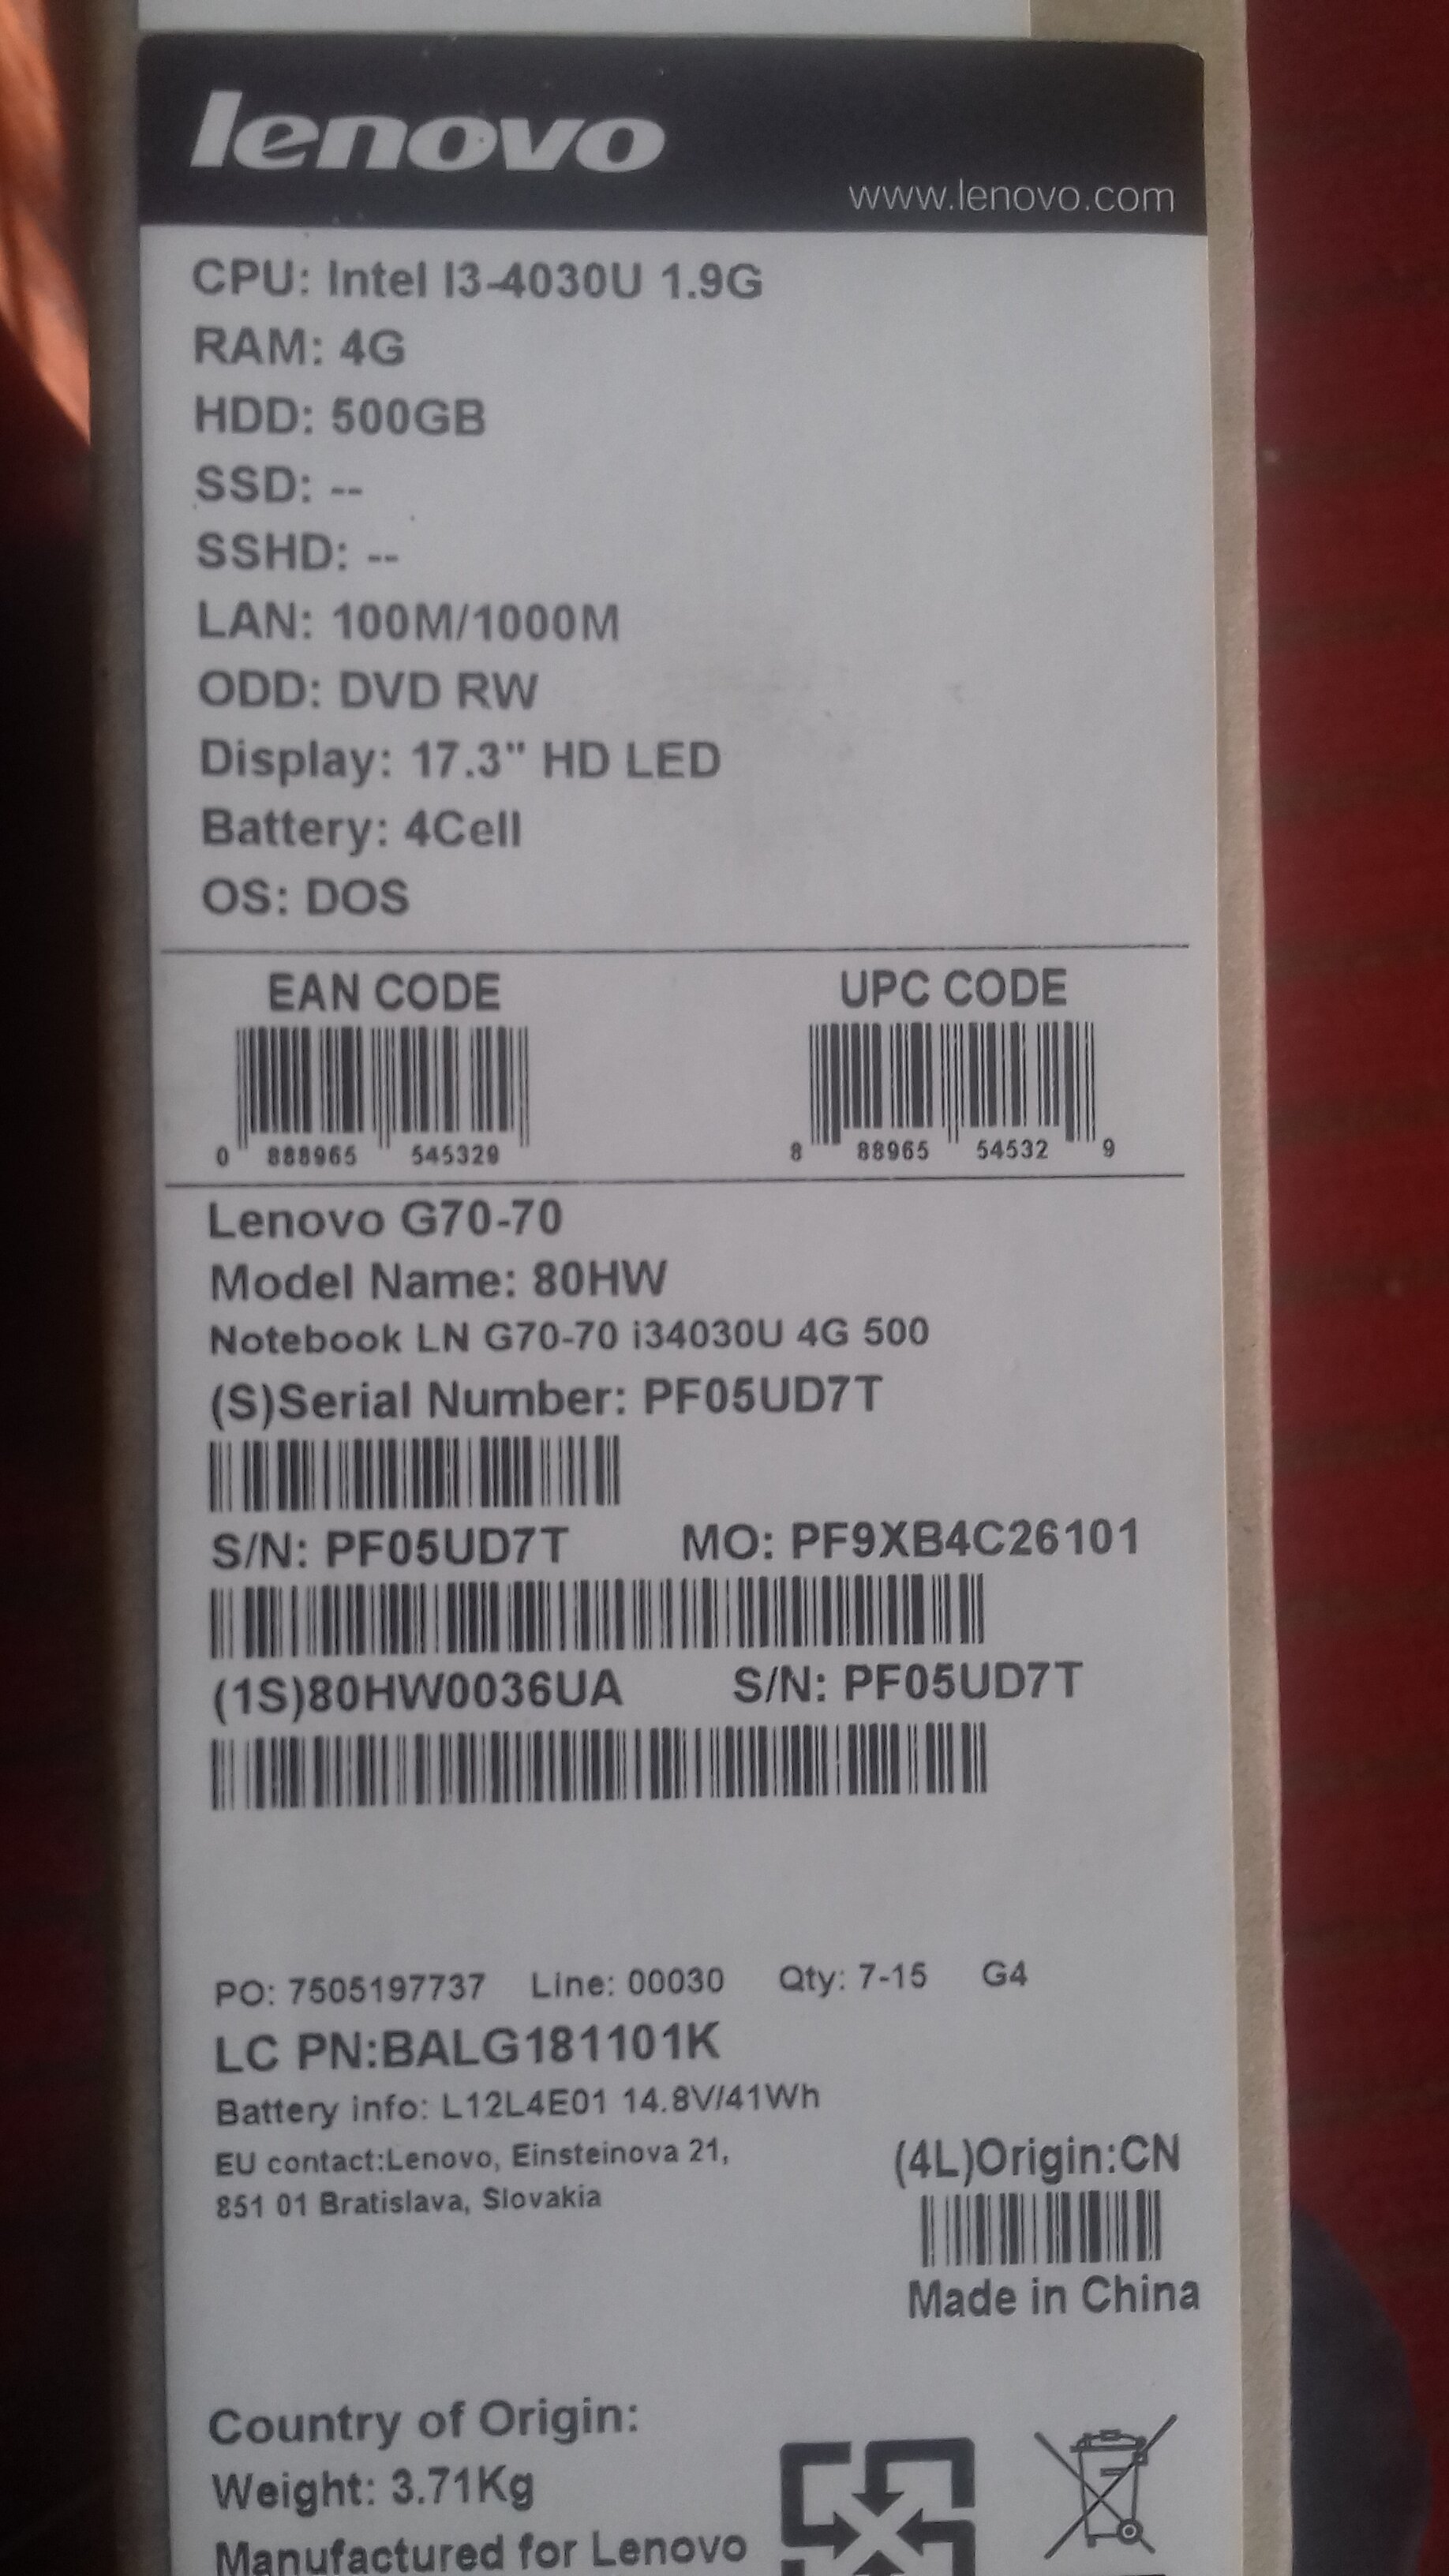 lenovo
www.lenovo.com
CPU: Intel I3-4030U 1.9G
RAM: 4G
HDD: 500GB
SSD: --
SSHD: --
LAN: 100M/1000M
ODD: DVD RW
Display: 17.3" HD LED
Battery: 4Cell
OS: DOS
EAN CODE UPC CODE
0 888965 545329 8 88965 54532 9
Lenovo G70-70
Model Name: 80HW
Notebook LN G70-70 i34030U 4G 500
(S)Serial Number: PF05UD7T
S/N: PF05UD7T MO: PF9XB4C26101
(1S)80HW0036UA S/N: PF05UD7T
PO: 7505197737 Line: 00030 Qty: 7-15 G4
LC PN:BALG181101K
Battery info: L12L4E01 14.8V/41Wh
EU contact:Lenovo, Einsteinova 21,
851 01 Bratislava, Slovakia
(4L)Origin:CN
Made in China
Country of Origin:
Weight: 3.71Kg
Manufactured for Lenovo